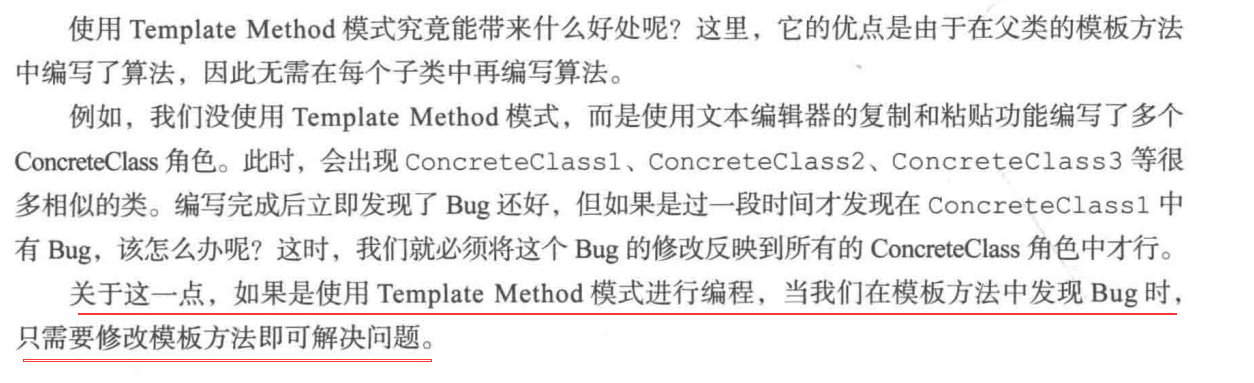 使用 Template Method 模式究竟能带来什么好处呢？这里，它的优点是由于在父类的模板方法
中编写了算法，因此无需在每个子类中再编写算法。
例如，我们没使用 Template Method 模式，而是使用文本编辑器的复制和粘贴功能编写了多个
ConcreteClass 角色。此时，会出现 ConcreteClass1、ConcreteClass2、ConcreteClass3 等很
多相似的类。编写完成后立即发现了 Bug 还好，但如果是过一段时间才发现在 ConcreteClass1 中
有 Bug，该怎么办呢？这时，我们就必须将这个 Bug 的修改反映到所有的 ConcreteClass 角色中才行。
关于这一点，如果是使用 Template Method 模式进行编程，当我们在模板方法中发现 Bug 时，
只需要修改模板方法即可解决问题。